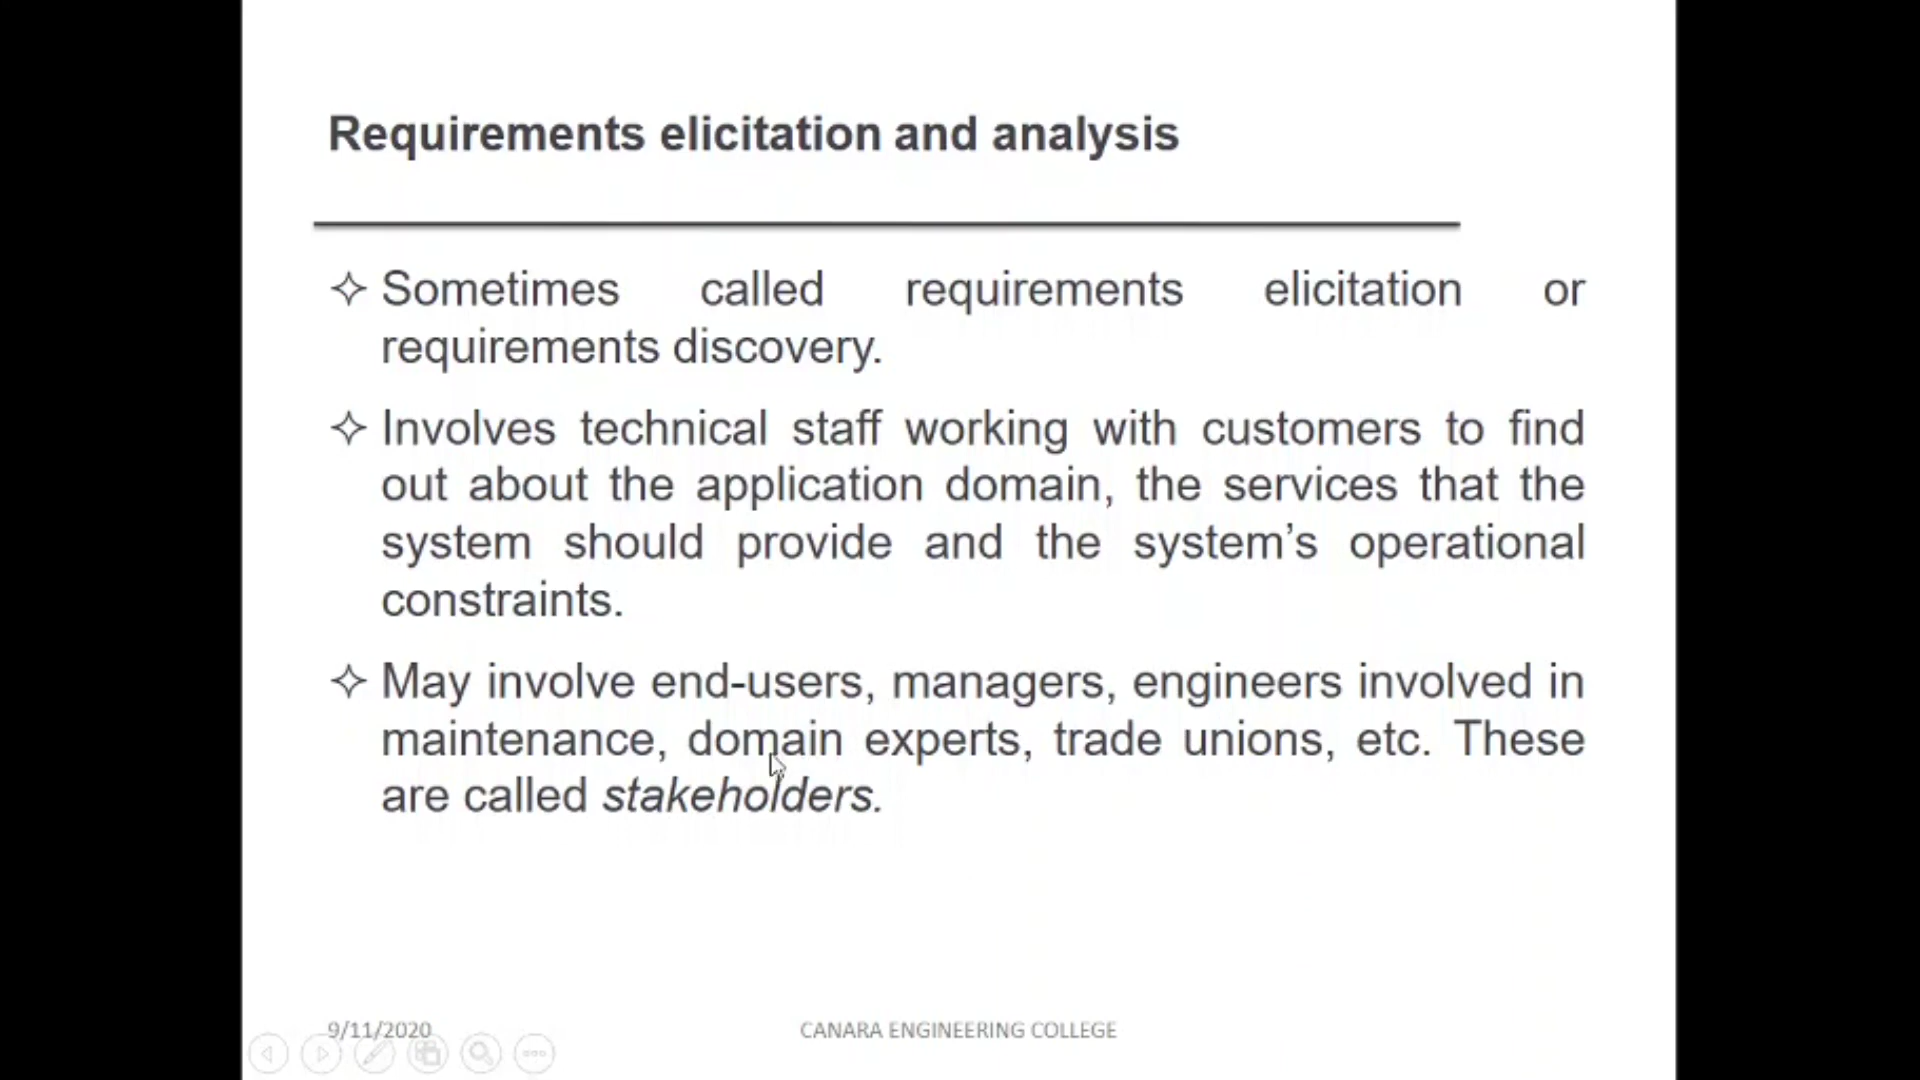 Requirements elicitation and analysis
Sometimes called requirements elicitation or
requirements discovery.
Involves technical staff working with customers to find
out about the application domain, the services that the
system should provide and the system’s operational
constraints.
May involve end-users, managers, engineers involved in
maintenance, domain experts, trade unions, etc. These
are called stakeholders.
9/11/2020
CANARA ENGINEERING COLLEGE